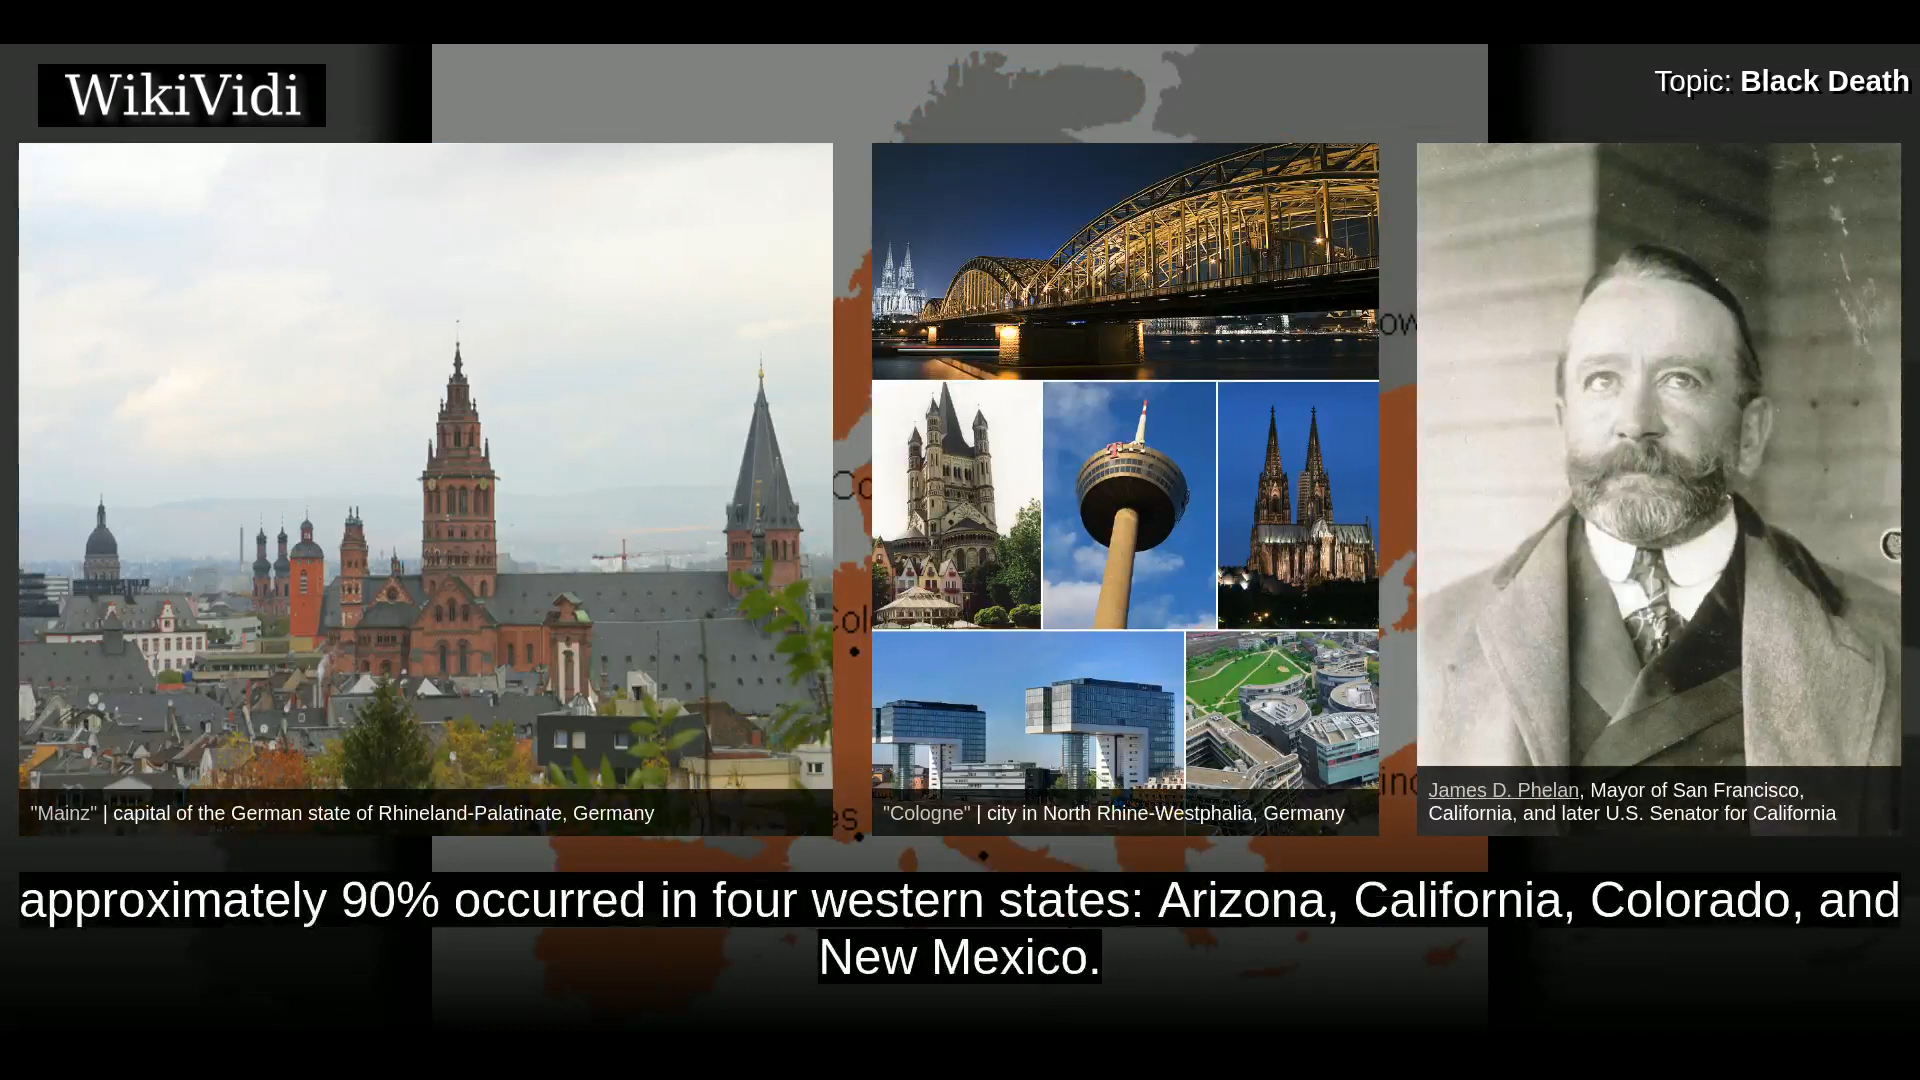 WikiVidi
Topic: Black Death
"Mainz" | capital of the German state of Rhineland-Palatinate, Germany
"Cologne" | city in North Rhine-Westphalia, Germany
James D. Phelan, Mayor of San Francisco,
California, and later U.S. Senator for California
approximately 90% occurred in four western states: Arizona, California, Colorado, and
New Mexico.